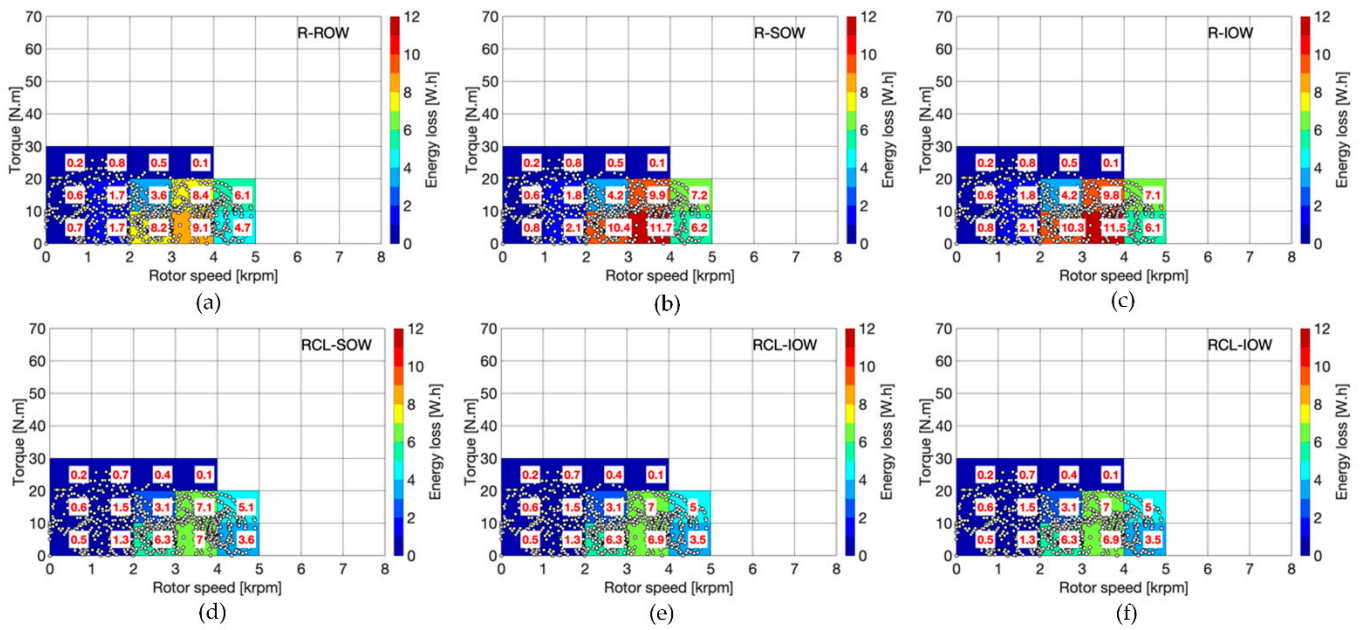 R-ROW
Torque [N.m]
70
60
50
40
30
20
10
0
0.2 0.8 0.5 0.1
0.6 1.7 3.6 8.4 6.1
0.7 1.7 8.2 9.1 4.7
0 1 2 3 4 5 6 7 8
Rotor speed [krpm]
12
10
8
6
4
2
0
Energy loss [W.h]
(a)
R-SOW
Torque [N.m]
70
60
50
40
30
20
10
0
0.2 0.8 0.5 0.1
0.6 1.8 4.2 9.9 7.2
0.8 2.1 10.4 11.7 6.2
0 1 2 3 4 5 6 7 8
Rotor speed [krpm]
12
10
8
6
4
2
0
Energy loss [W.h]
(b)
R-IOW
Torque [N.m]
70
60
50
40
30
20
10
0
0.2 0.8 0.5 0.1
0.6 1.8 4.2 9.8 7.1
0.8 2.1 10.3 11.5 6.1
0 1 2 3 4 5 6 7 8
Rotor speed [krpm]
12
10
8
6
4
2
0
Energy loss [W.h]
(c)
RCL-SOW
Torque [N.m]
70
60
50
40
30
20
10
0
0.2 0.7 0.4 0.1
0.6 1.5 3.1 7.1 5.1
0.5 1.3 6.3 7 3.6
0 1 2 3 4 5 6 7 8
Rotor speed [krpm]
12
10
8
6
4
2
0
Energy loss [W.h]
(d)
RCL-IOW
Torque [N.m]
70
60
50
40
30
20
10
0
0.2 0.7 0.4 0.1
0.6 1.5 3.1 7 5
0.5 1.3 6.3 6.9 3.5
0 1 2 3 4 5 6 7 8
Rotor speed [krpm]
12
10
8
6
4
2
0
Energy loss [W.h]
(e)
RCL-IOW
Torque [N.m]
70
60
50
40
30
20
10
0
0.2 0.7 0.4 0.1
0.6 1.5 3.1 7 5
0.5 1.3 6.3 6.9 3.5
0 1 2 3 4 5 6 7 8
Rotor speed [krpm]
12
10
8
6
4
2
0
Energy loss [W.h]
(f)